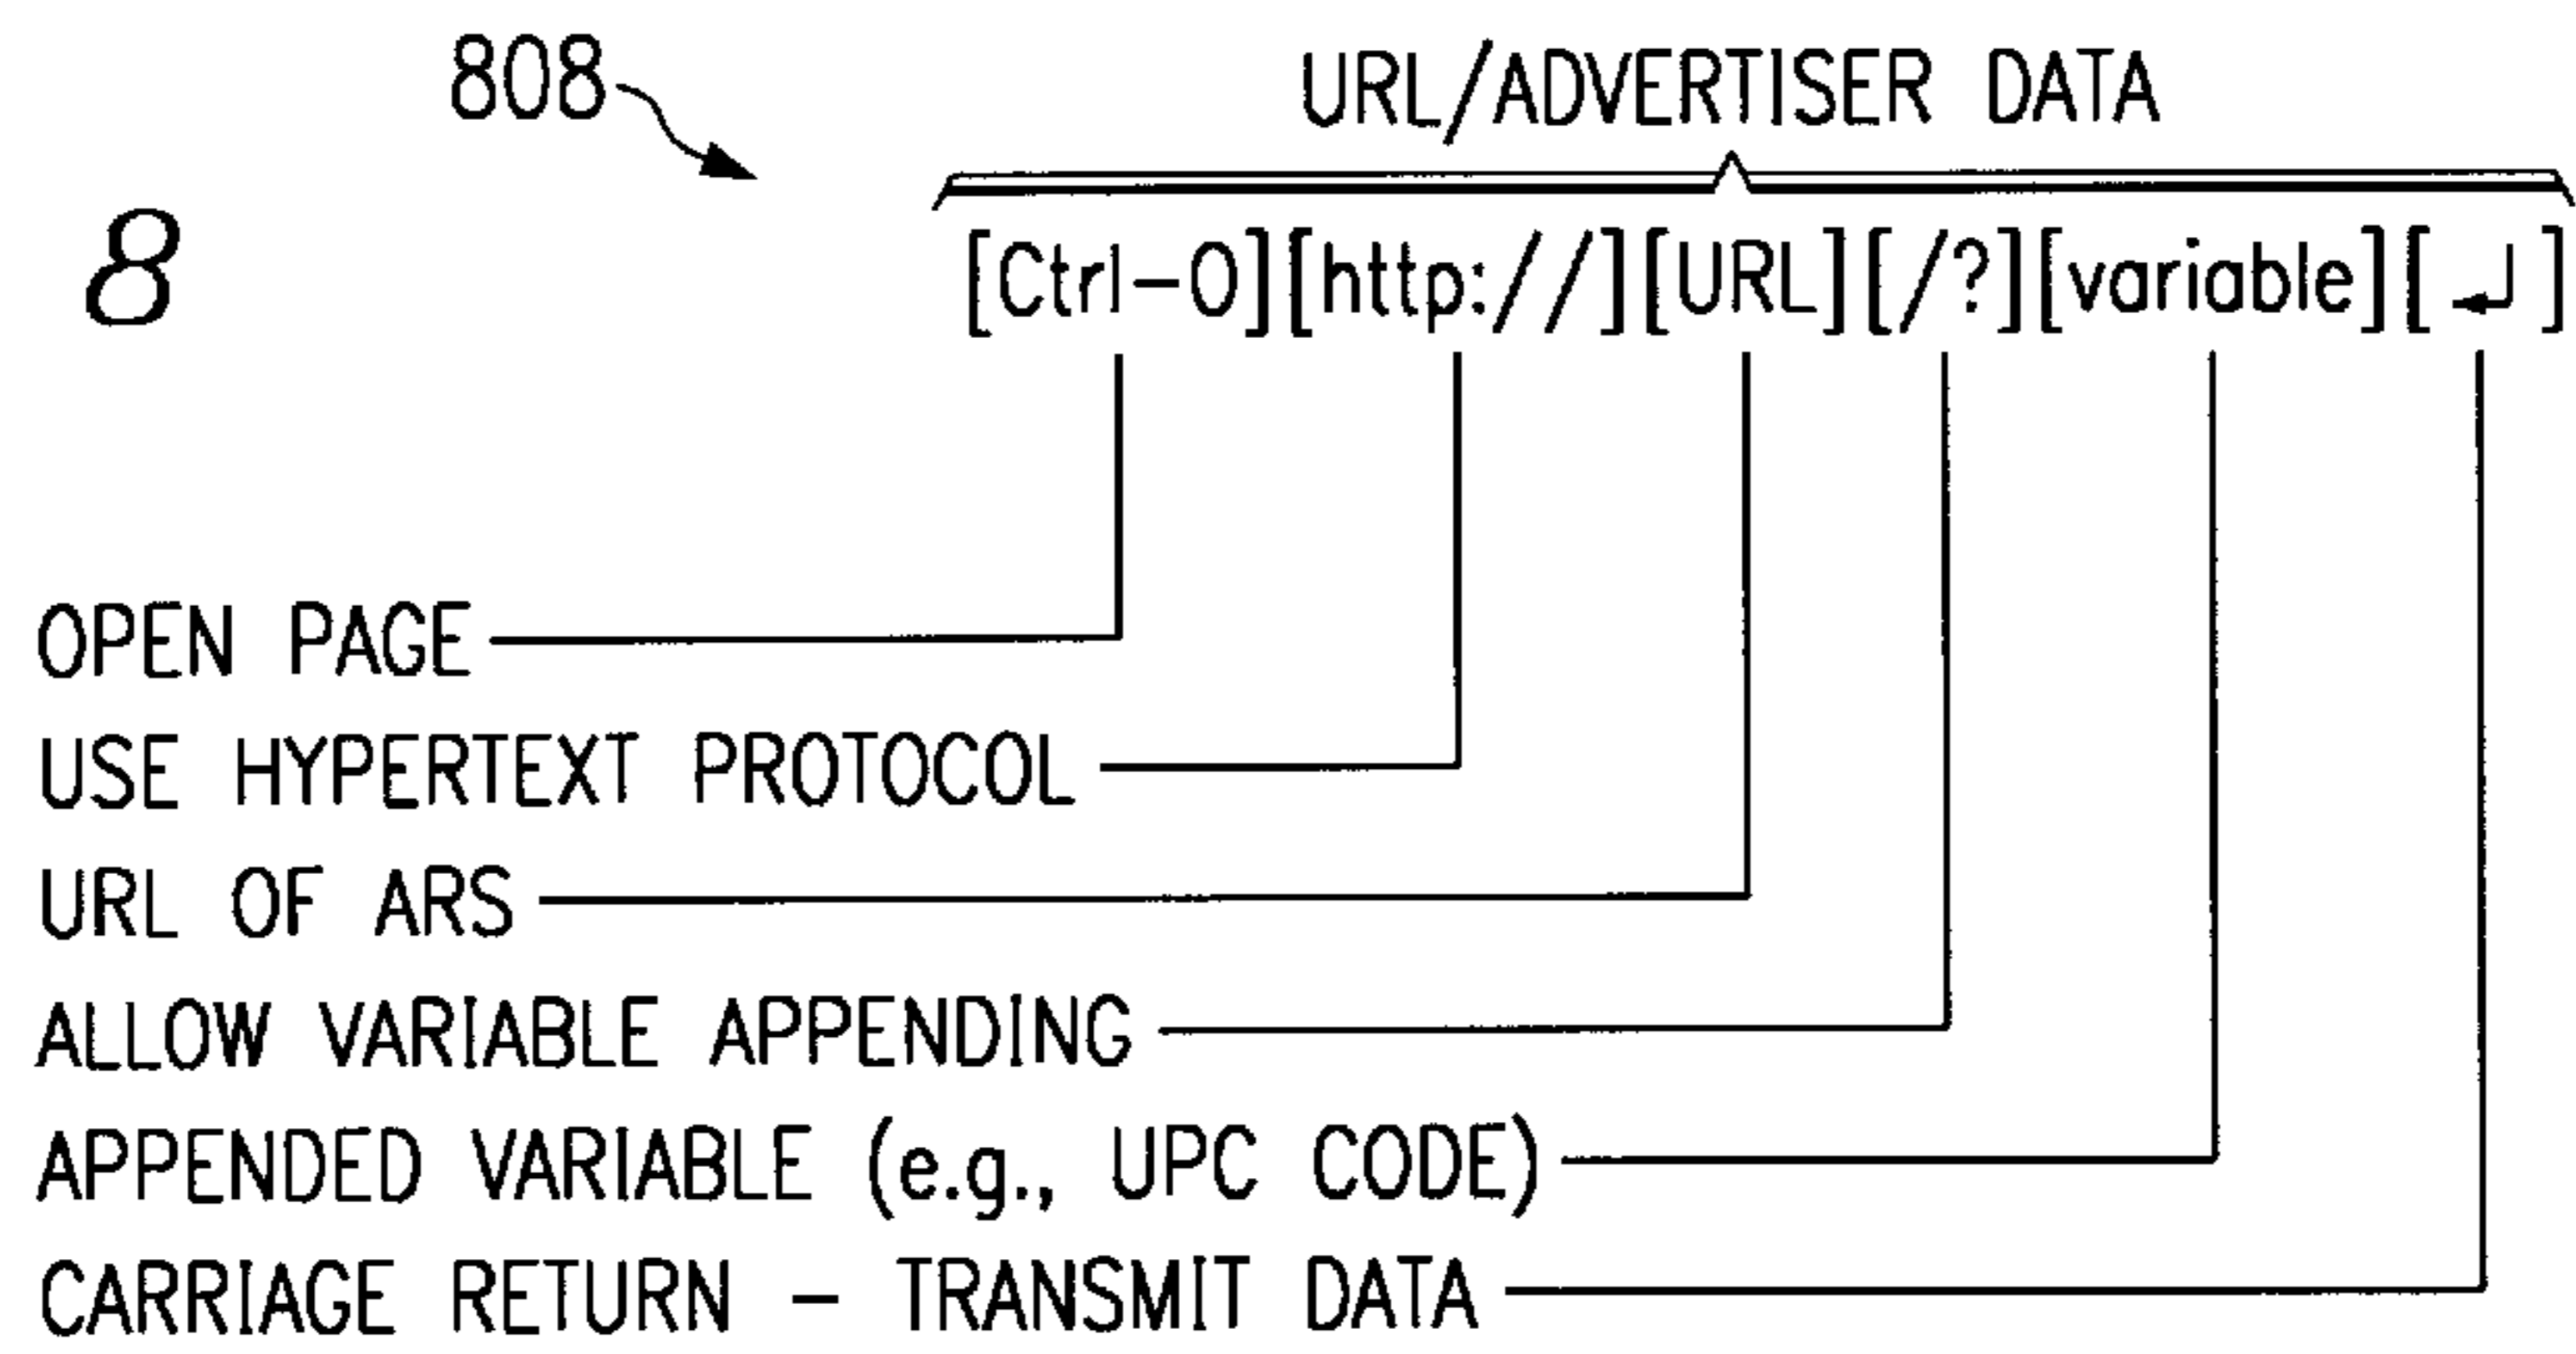 808
URL/ADVERTISER DATA
8
[Ctrl-O][http://][URL][/?][variable][↵]
OPEN PAGE
USE HYPERTEXT PROTOCOL
URL OF ARS
ALLOW VARIABLE APPENDING
APPENDED VARIABLE (e.g., UPC CODE)
CARRIAGE RETURN - TRANSMIT DATA